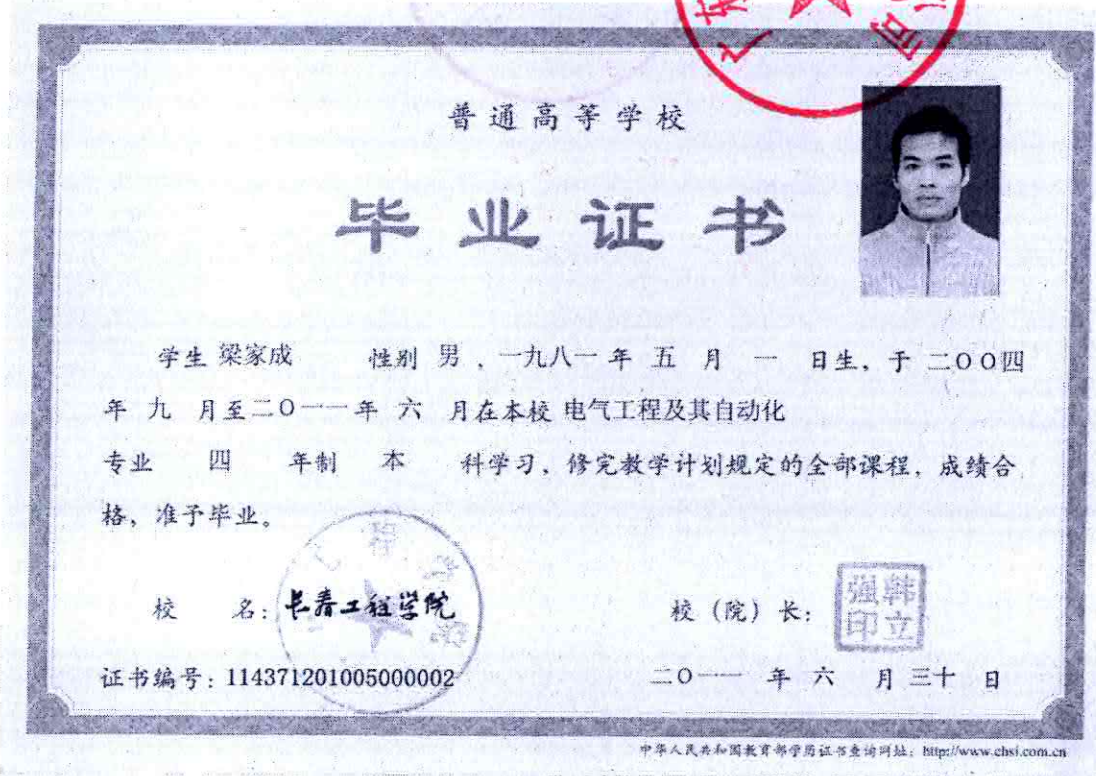 普通高等学校
毕业证书
学生 梁家成 性别 男，一九八一 年 五 月 一 日生，于 二〇〇四
年 九 月至二〇一一 年 六 月在本校 电气工程及其自动化
专业 四 年制 本 科学习，修完教学计划规定的全部课程，成绩合
格，准予毕业。
校 名：长春工程学院 校（院）长：韩立强印
证书编号：114371201005000002 二〇一一 年 六 月 三十 日
中华人民共和国教育部学历证书查询网址：http://www.chsi.com.cn